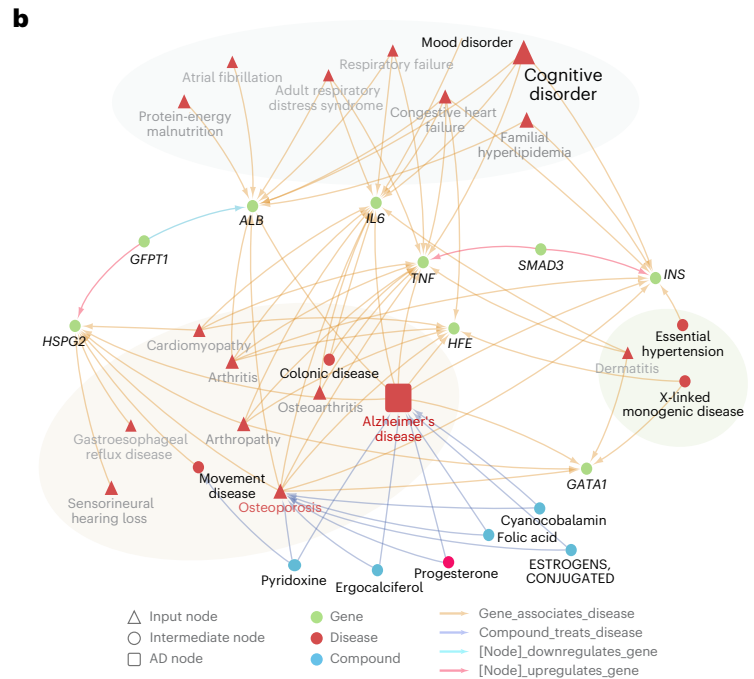 b
Mood disorder
Respiratory failure
Atrial fibrillation
Cognitive
disorder
Adult respiratory
distress syndrome
Protein-energy
malnutrition
Congestive heart
failure
Familial
hyperlipidemia
ALB
IL6
GFPT1
SMAD3
TNF
INS
HSPG2
HFE
Essential
hypertension
Cardiomyopathy
Dermatitis
Arthritis
Colonic disease
X-linked
monogenic disease
Osteoarthritis
Alzheimer's
disease
Gastroesophageal
reflux disease
Arthropathy
GATA1
Movement
disease
Sensorineural
hearing loss
Osteoporosis
Cyanocobalamin
Folic acid
ESTROGENS,
CONJUGATED
Pyridoxine
Ergocalciferol
Progesterone
Input node
Intermediate node
AD node
Gene
Disease
Compound
Gene_associates_disease
Compound_treats_disease
[Node]_downregulates_gene
[Node]_upregulates_gene